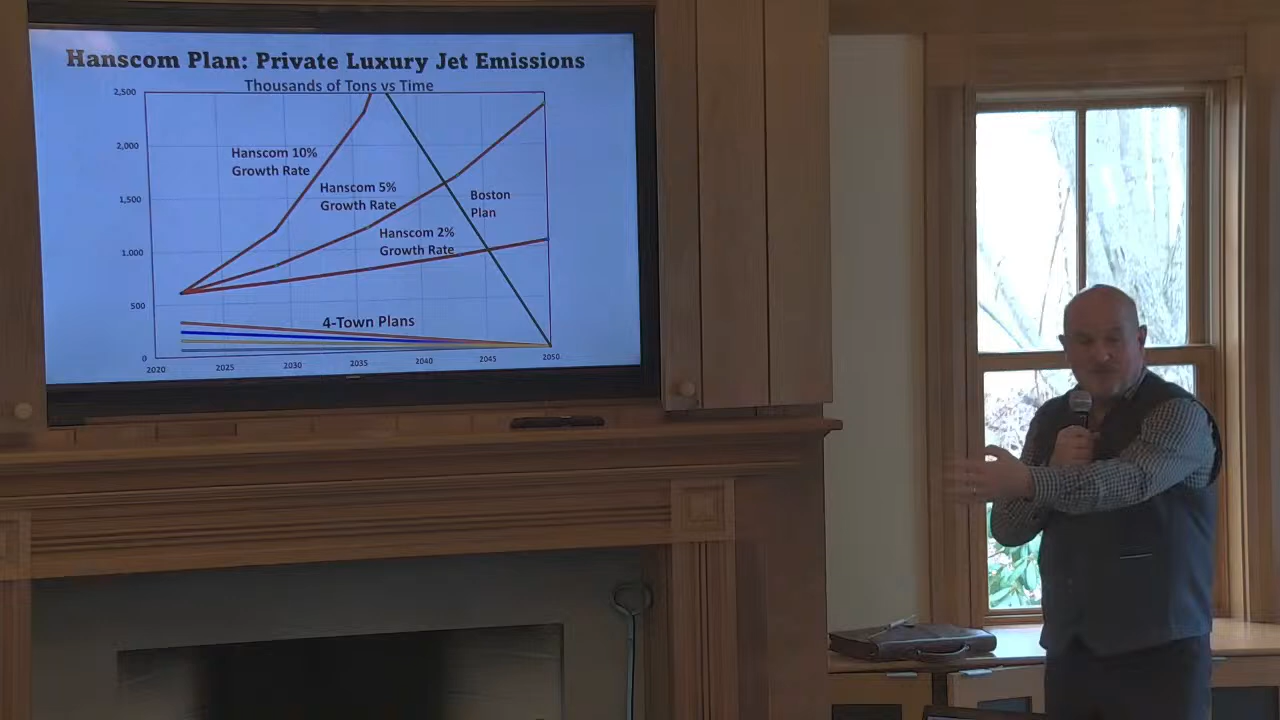 Hanscom Plan: Private Luxury Jet Emissions
Thousands of Tons vs Time
2,500
2,000
1,500
1,000
500
0
Hanscom 10%
Growth Rate
Hanscom 5%
Growth Rate
Boston
Plan
Hanscom 2%
Growth Rate
4-Town Plans
2020
2025
2030
2035
2040
2045
2050